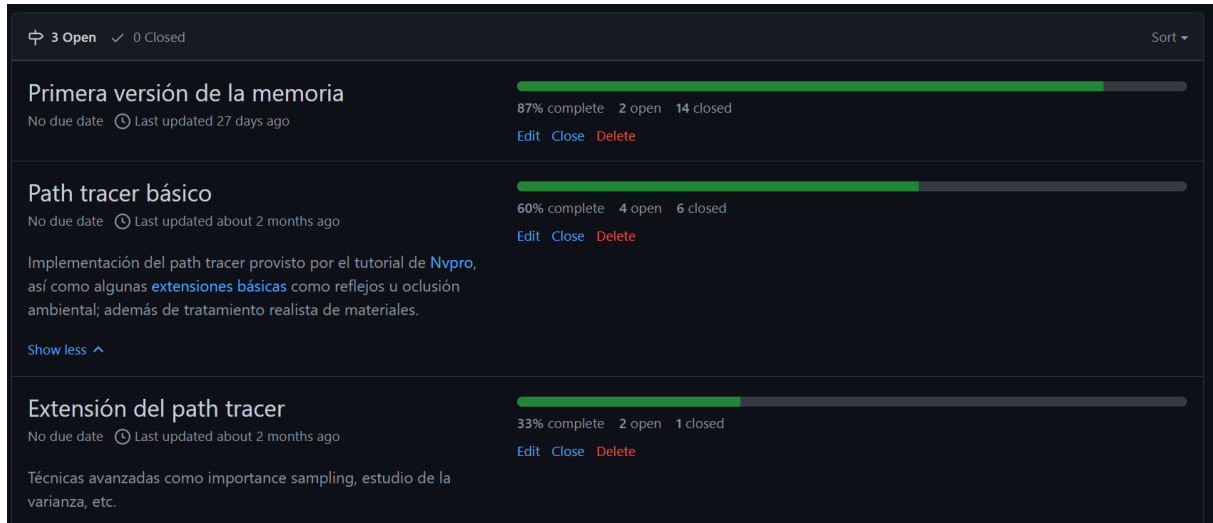 3 Open 0 Closed Sort
Primera versión de la memoria
No due date Last updated 27 days ago
87% complete 2 open 14 closed
Edit Close Delete
Path tracer básico
No due date Last updated about 2 months ago
60% complete 4 open 6 closed
Edit Close Delete
Implementación del path tracer provisto por el tutorial de Nvpro,
así como algunas extensiones básicas como reflejos u oclusión
ambiental; además de tratamiento realista de materiales.
Show less
Extensión del path tracer
No due date Last updated about 2 months ago
33% complete 2 open 1 closed
Edit Close Delete
Técnicas avanzadas como importance sampling, estudio de la
varianza, etc.